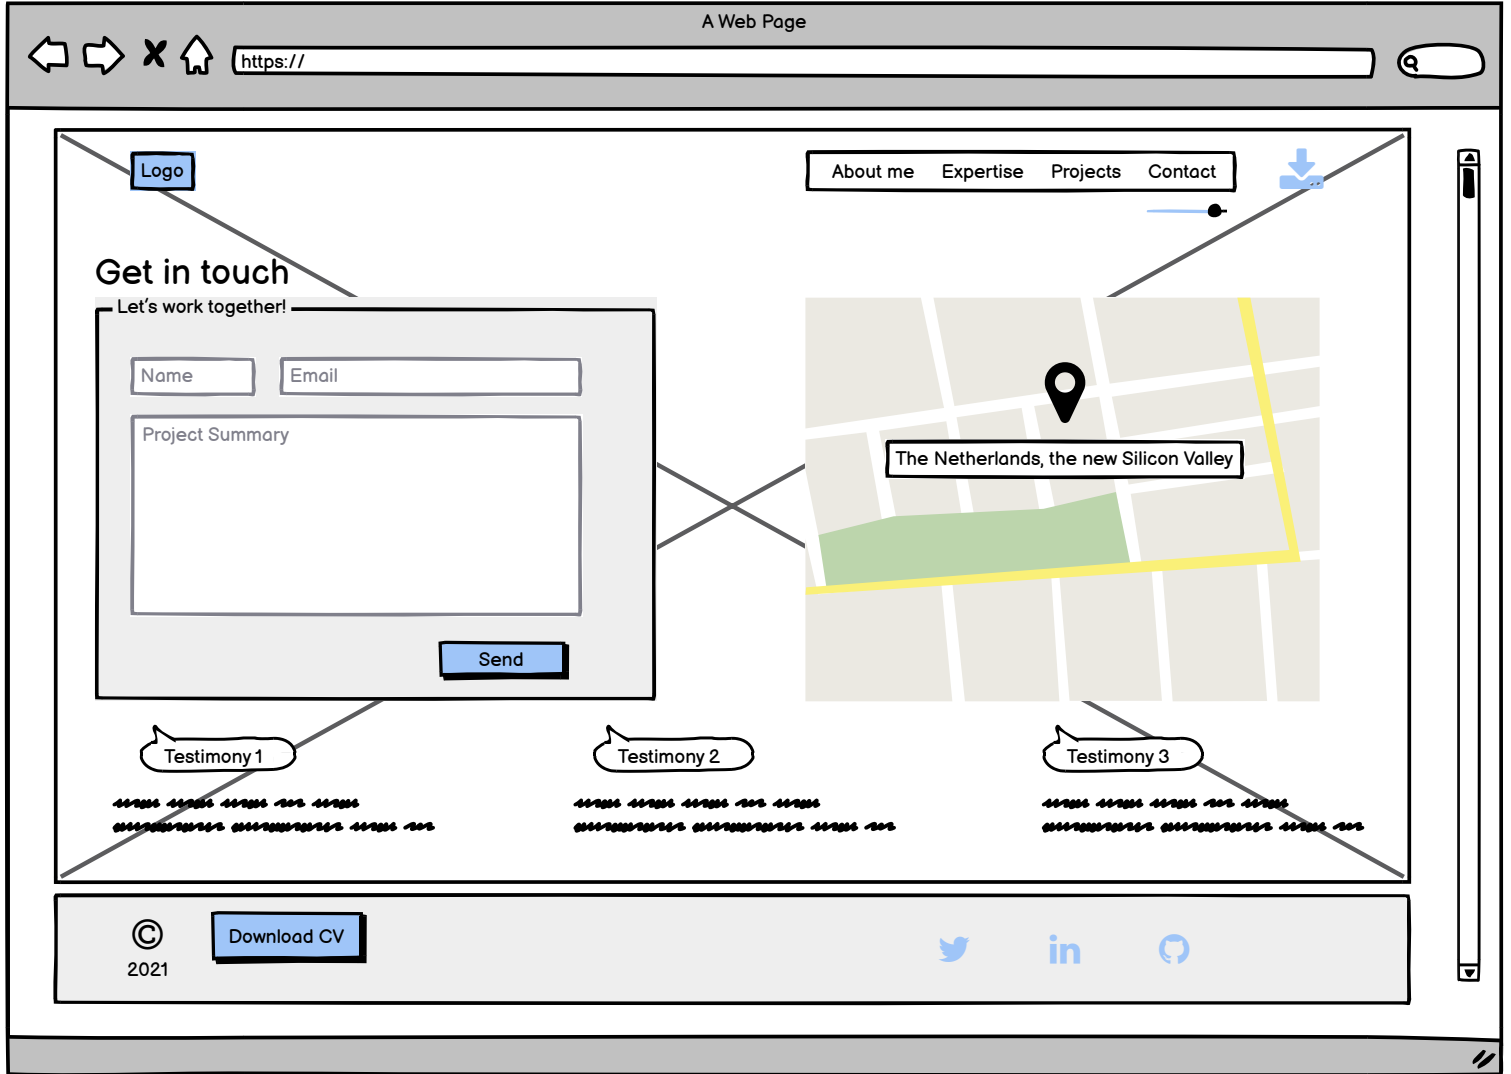 A Web Page
https://
Logo
About me Expertise Projects Contact
Get in touch
Let's work together!
Name Email
Project Summary
The Netherlands, the new Silicon Valley
Send
Testimony 1 Testimony 2 Testimony 3
© Download CV
2021
in